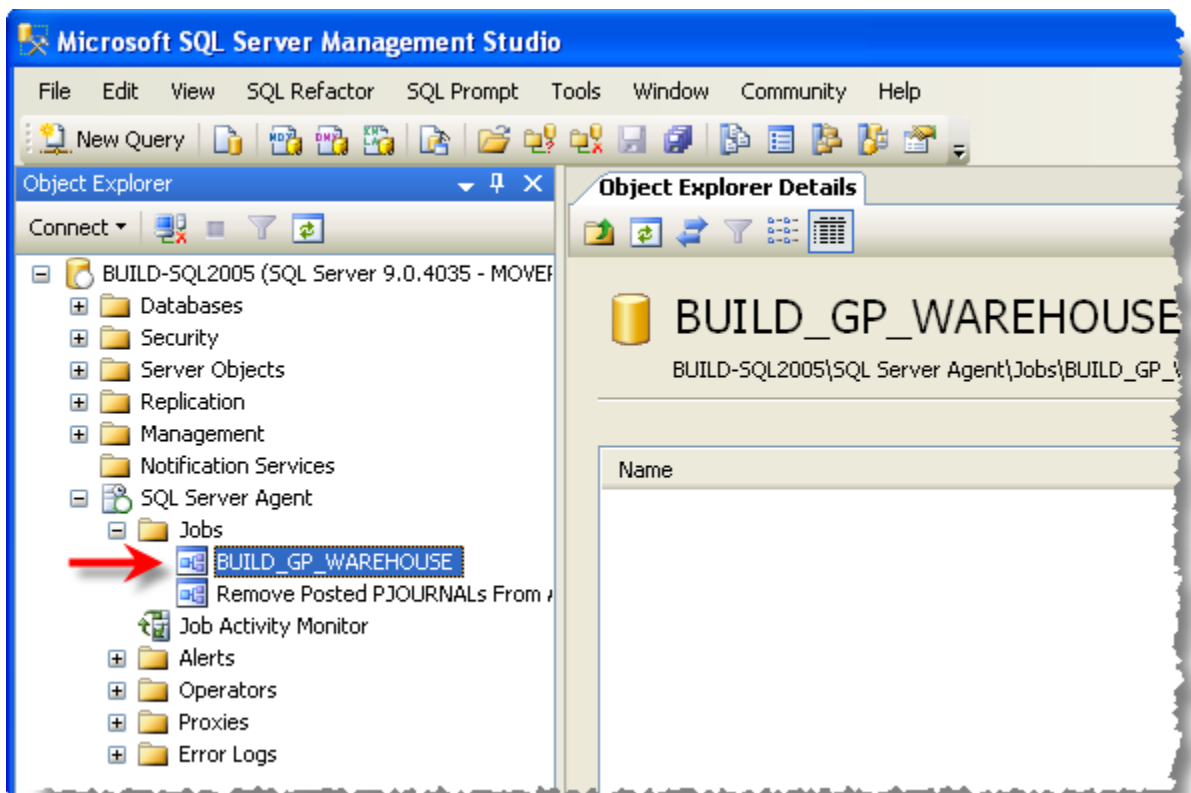 Microsoft SQL Server Management Studio
File Edit View SQL Refactor SQL Prompt Tools Window Community Help
New Query
Object Explorer
Connect
BUILD-SQL2005 (SQL Server 9.0.4035 -
Databases
Security
Server Objects
Replication
Management
Notification Services
SQL Server Agent
Jobs
BUILD_GP_WAREHOUSE
Remove Posted PJOURNALs From
Job Activity Monitor
Alerts
Operators
Proxies
Error Logs
Object Explorer Details
BUILD_GP_WAREHOUSE
BUILD-SQL2005\SQL Server Agent\Jobs\BUILD_GP_
Name